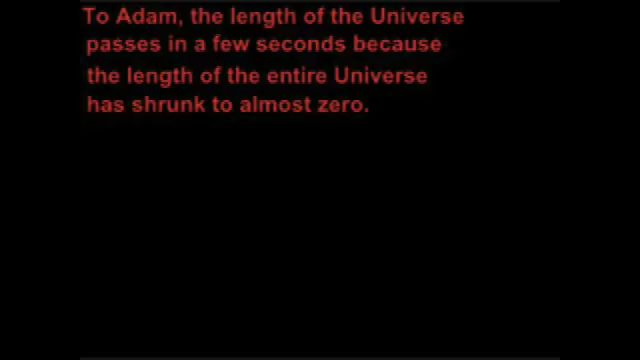 To Adam, the length of the Universe
passes in a few seconds because
the length of the entire Universe
has shrunk to almost zero.